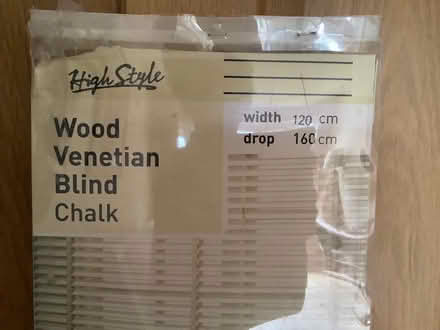 High Style
Wood
Venetian
Blind
Chalk
width 120 cm
drop 160 cm